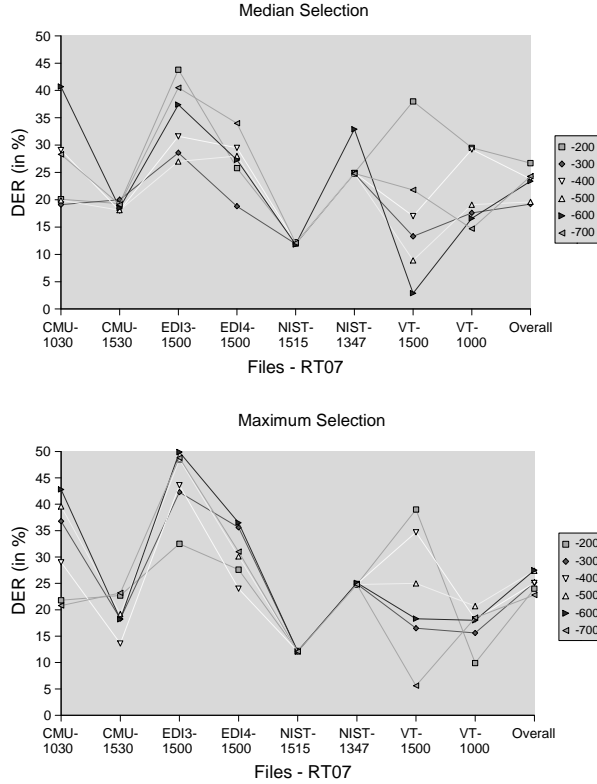 Median Selection
50
45
40
35
30
25
20
15
10
5
0
DER (in %)
CMU-1030
CMU-1530
EDI3-1500
EDI4-1500
NIST-1515
NIST-1347
VT-1500
VT-1000
Overall
Files - RT07
-200
-300
-400
-500
-600
-700
Maximum Selection
50
45
40
35
30
25
20
15
10
5
0
DER (in %)
CMU-1030
CMU-1530
EDI3-1500
EDI4-1500
NIST-1515
NIST-1347
VT-1500
VT-1000
Overall
Files - RT07
-200
-300
-400
-500
-600
-700